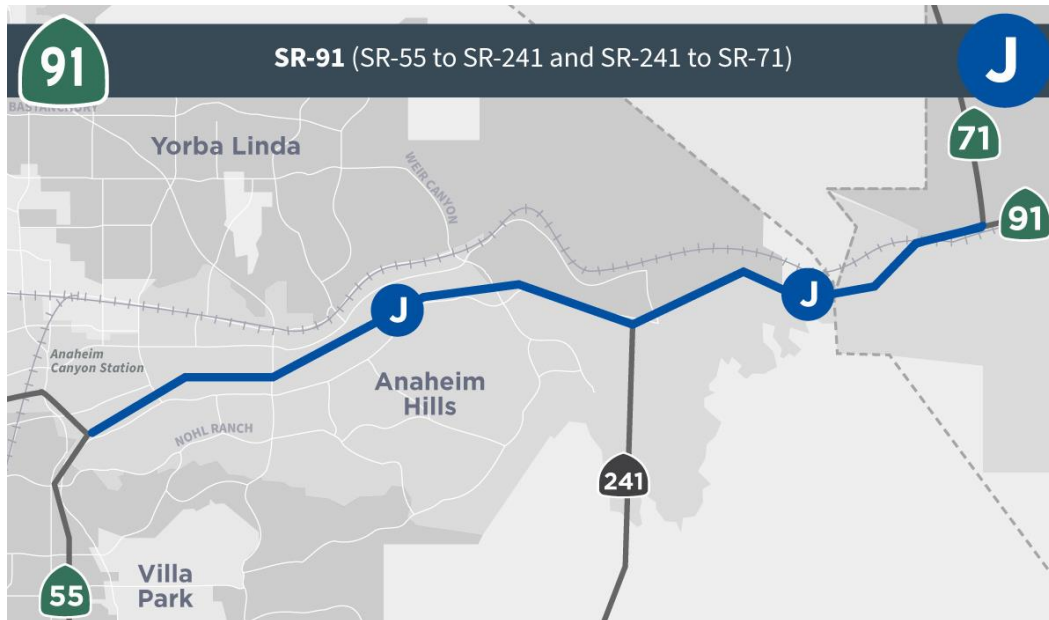 91
SR-91 (SR-55 to SR-241 and SR-241 to SR-71)
J
BASTANCHURY
Yorba Linda
WEIR CANYON
71
91
J
J
Anaheim
Canyon Station
Anaheim
Hills
NOHL RANCH
241
Villa
Park
55